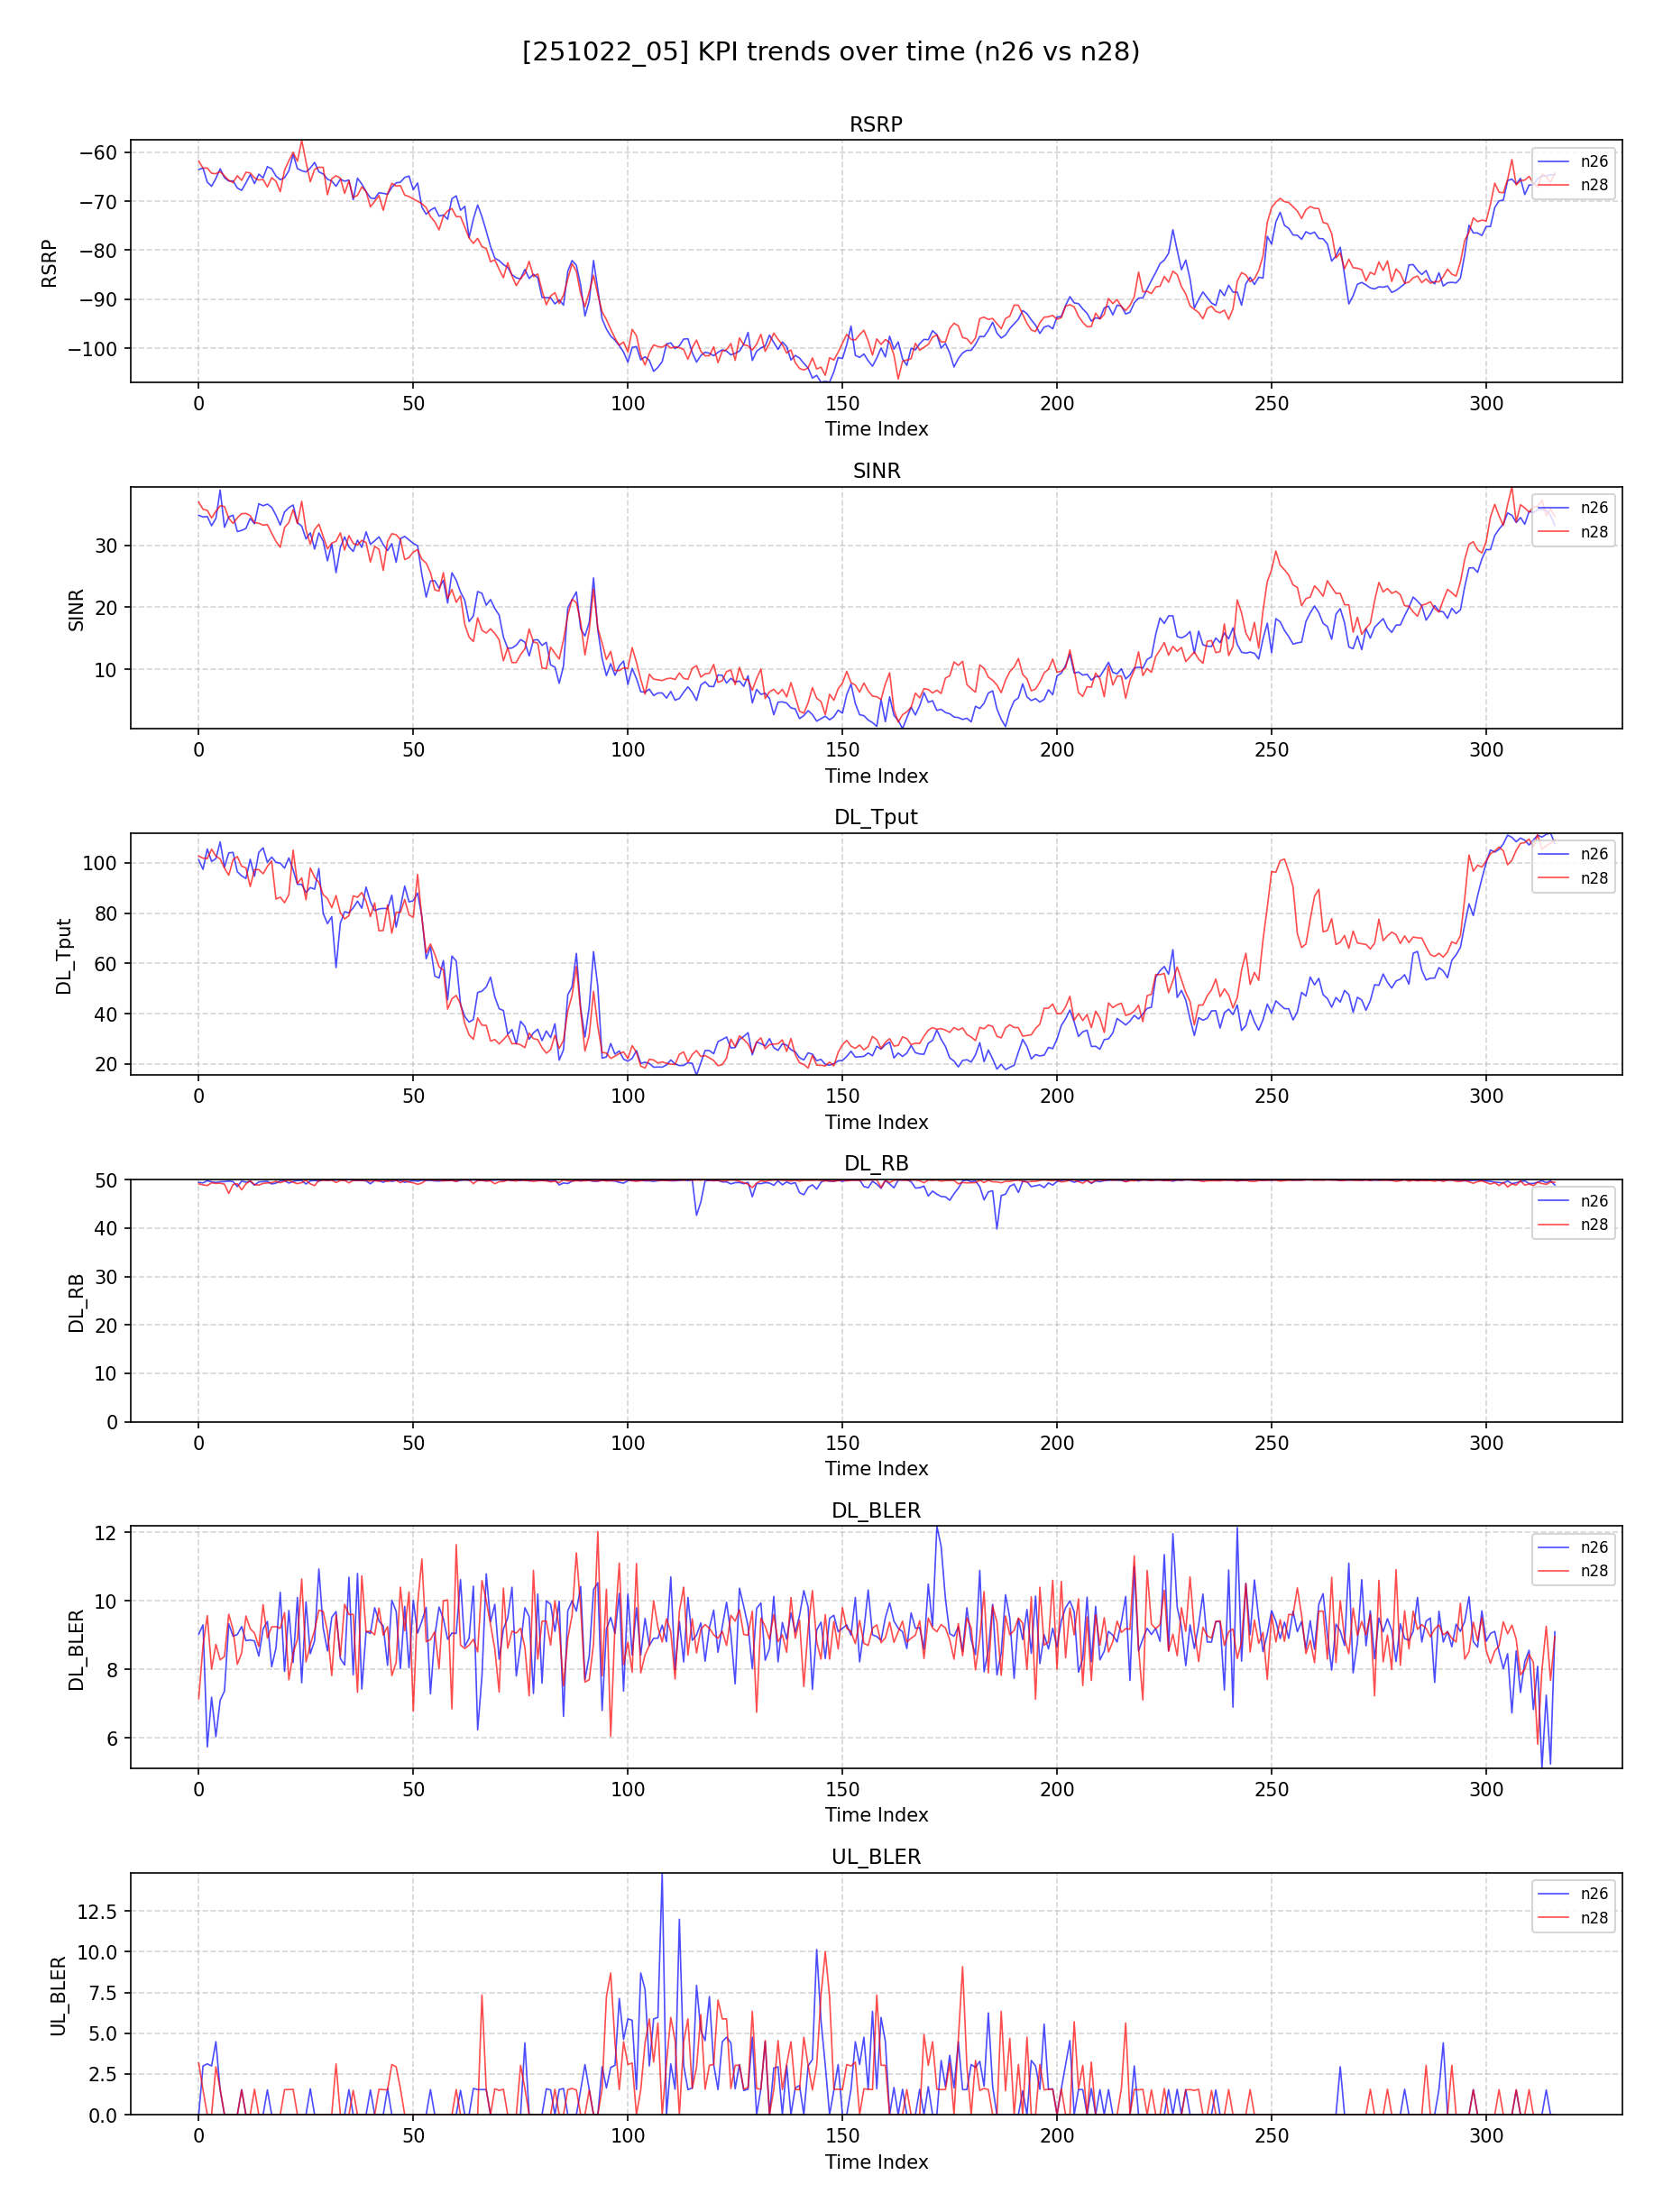 [251022_05] KPI trends over time (n26 vs n28)
RSRP
−60
−70
−80
−90
−100
RSRP
n26
n28
0 50 100 150 200 250 300
Time Index
SINR
30
20
10
SINR
n26
n28
0 50 100 150 200 250 300
Time Index
DL_Tput
100
80
60
40
20
DL_Tput
n26
n28
0 50 100 150 200 250 300
Time Index
DL_RB
50
40
30
20
10
0
DL_RB
n26
n28
0 50 100 150 200 250 300
Time Index
DL_BLER
12
10
8
6
DL_BLER
n26
n28
0 50 100 150 200 250 300
Time Index
UL_BLER
12.5
10.0
7.5
5.0
2.5
0.0
UL_BLER
n26
n28
0 50 100 150 200 250 300
Time Index